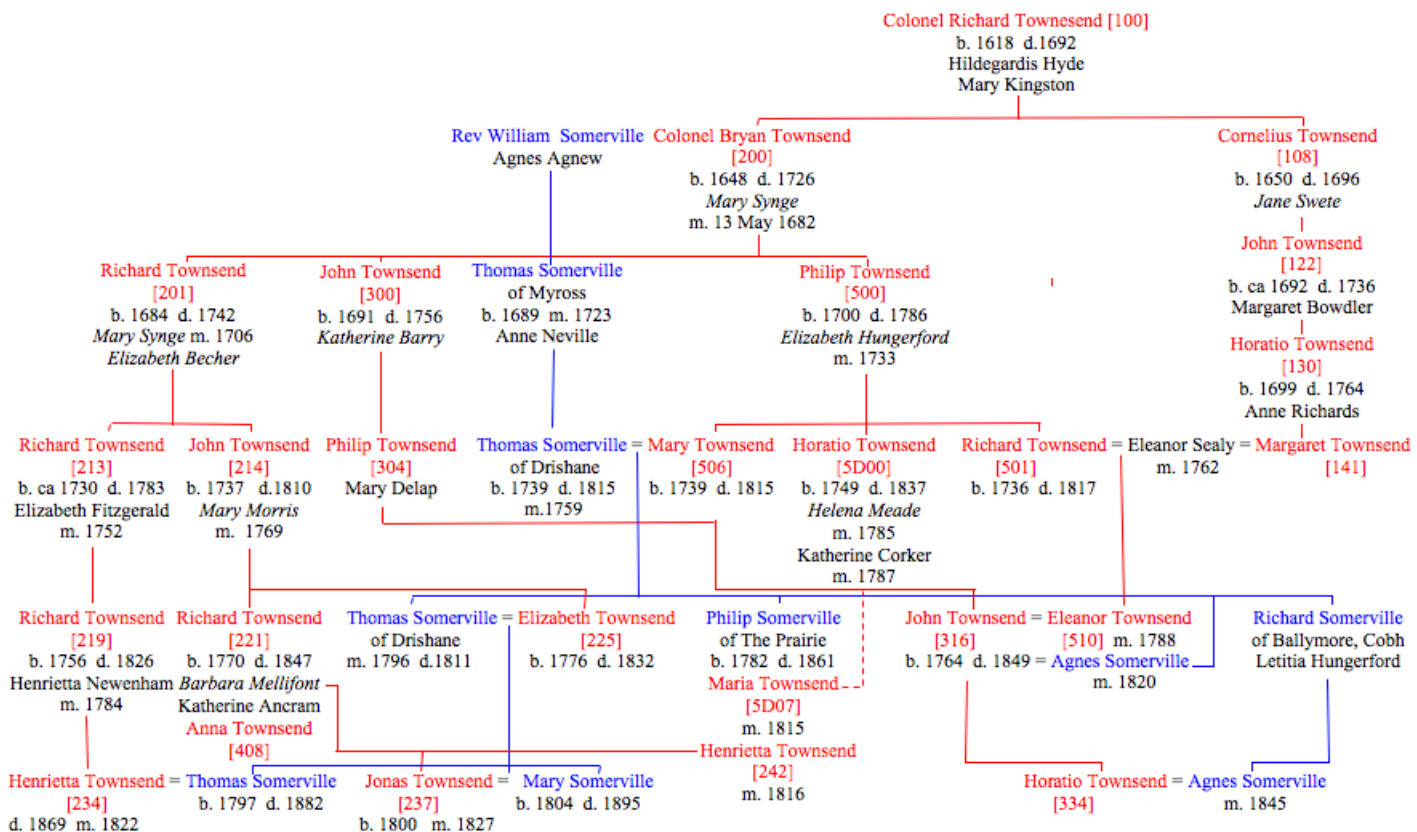 Colonel Richard Townesend [100]
b. 1618 d.1692
Hildegardis Hyde
Mary Kingston
Rev William Somerville
Agnes Agnew
Colonel Bryan Townsend
[200]
b. 1648 d. 1726
Mary Synge
m. 13 May 1682
Cornelius Townsend
[108]
b. 1650 d. 1696
Jane Swete
John Townsend
[122]
b. ca 1692 d. 1736
Margaret Bowdler
Horatio Townsend
[130]
b. 1699 d. 1764
Anne Richards
Richard Townsend
[201]
b. 1684 d. 1742
Mary Synge m. 1706
Elizabeth Becher
John Townsend
[300]
b. 1691 d. 1756
Katherine Barry
Thomas Somerville
of Myross
b. 1689 m. 1723
Anne Neville
Philip Townsend
[500]
b. 1700 d. 1786
Elizabeth Hungerford
m. 1733
Richard Townsend
[213]
b. ca 1730 d. 1783
Elizabeth Fitzgerald
m. 1752
John Townsend
[214]
b. 1737 d.1810
Mary Morris
m. 1769
Philip Townsend
[304]
Mary Delap
Thomas Somerville =
of Drishane
b. 1739 d. 1815
m.1759
Mary Townsend
[506]
b. 1739 d. 1815
Horatio Townsend
[5D00]
b. 1749 d. 1837
Helena Meade
m. 1785
Katherine Corker
m. 1787
Richard Townsend = Eleanor Sealy = Margaret Townsend
[501]
b. 1736 d. 1817
m. 1762
[141]
Richard Townsend
[219]
b. 1756 d. 1826
Henrietta Newenham
m. 1784
Richard Townsend
[221]
b. 1770 d. 1847
Barbara Mellifont
Katherine Ancram
Anna Townsend
[408]
Thomas Somerville =
of Drishane
m. 1796 d.1811
Elizabeth Townsend
[225]
b. 1776 d. 1832
Philip Somerville
of The Prairie
b. 1782 d. 1861
Maria Townsend
[5D07]
m. 1815
Henrietta Townsend
[242]
m. 1816
John Townsend = Eleanor Townsend
[316]
[510] m. 1788
b. 1764 d. 1849 = Agnes Somerville
m. 1820
Richard Somerville
of Ballymore, Cobh
Letitia Hungerford
Henrietta Townsend = Thomas Somerville
[234]
d. 1869 m. 1822
b. 1797 d. 1882
Jonas Townsend =
[237]
b. 1800 m. 1827
Mary Somerville
b. 1804 d. 1895
Horatio Townsend = Agnes Somerville
[334]
m. 1845